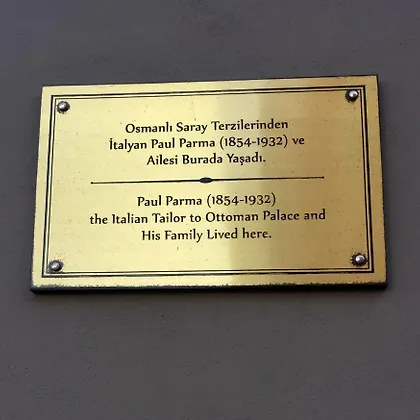 Osmanlı Saray Terzilerinden
İtalyan Paul Parma (1854-1932) ve
Ailesi Burada Yaşadı.
Paul Parma (1854-1932)
the Italian Tailor to Ottoman Palace and
His Family Lived here.